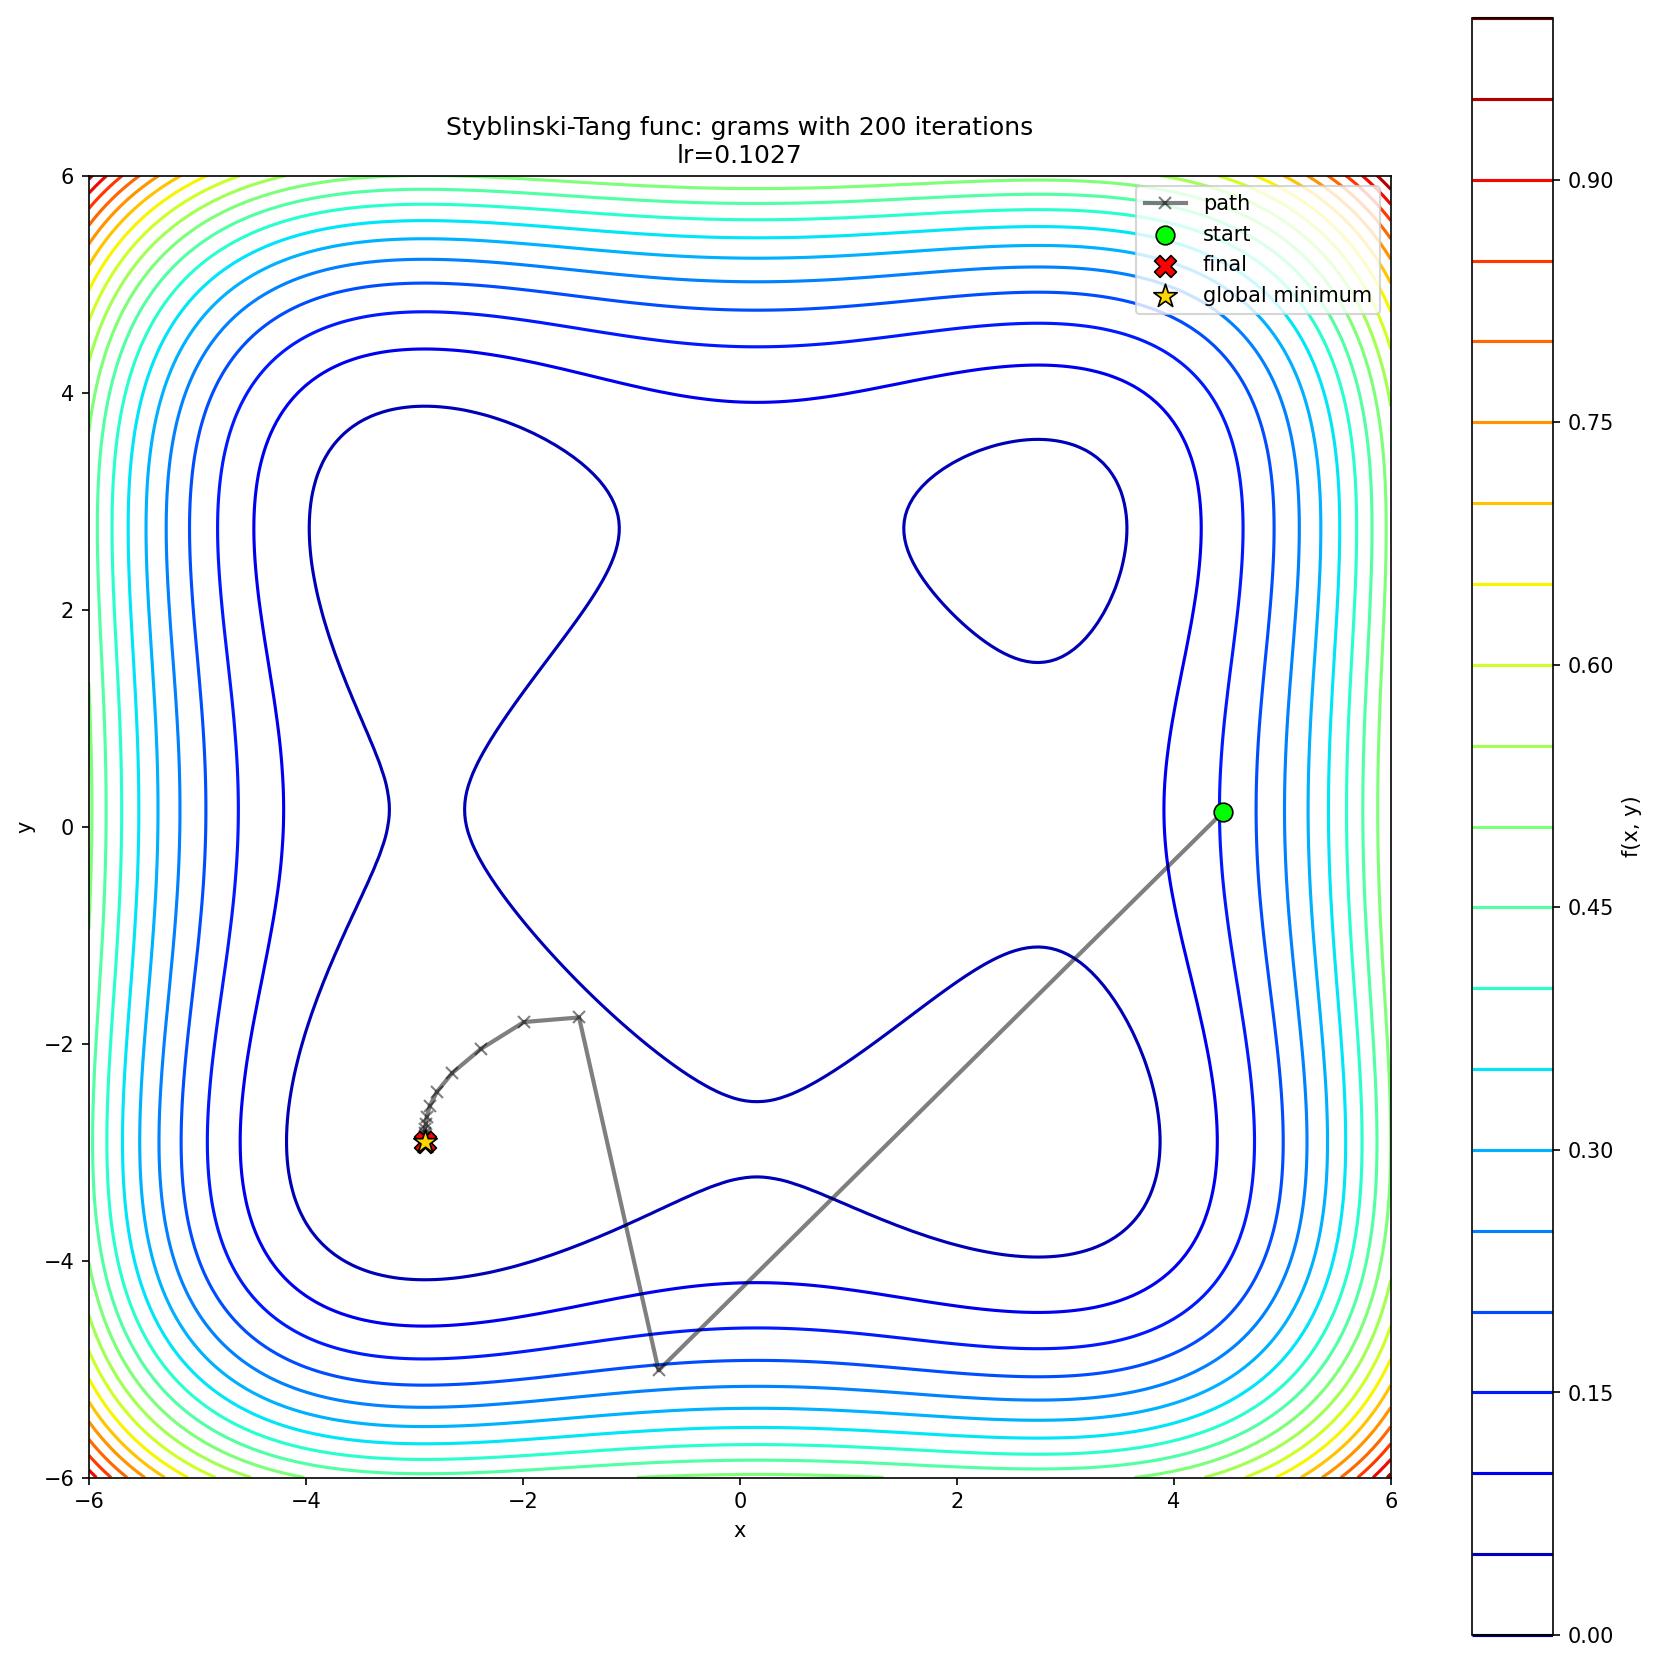 Styblinski-Tang func: grams with 200 iterations
lr=0.1027
path
start
final
global minimum
6
4
2
0
−2
−4
−6
y
−6
−4
−2
0
2
4
6
x
0.90
0.75
0.60
0.45
0.30
0.15
0.00
f(x, y)